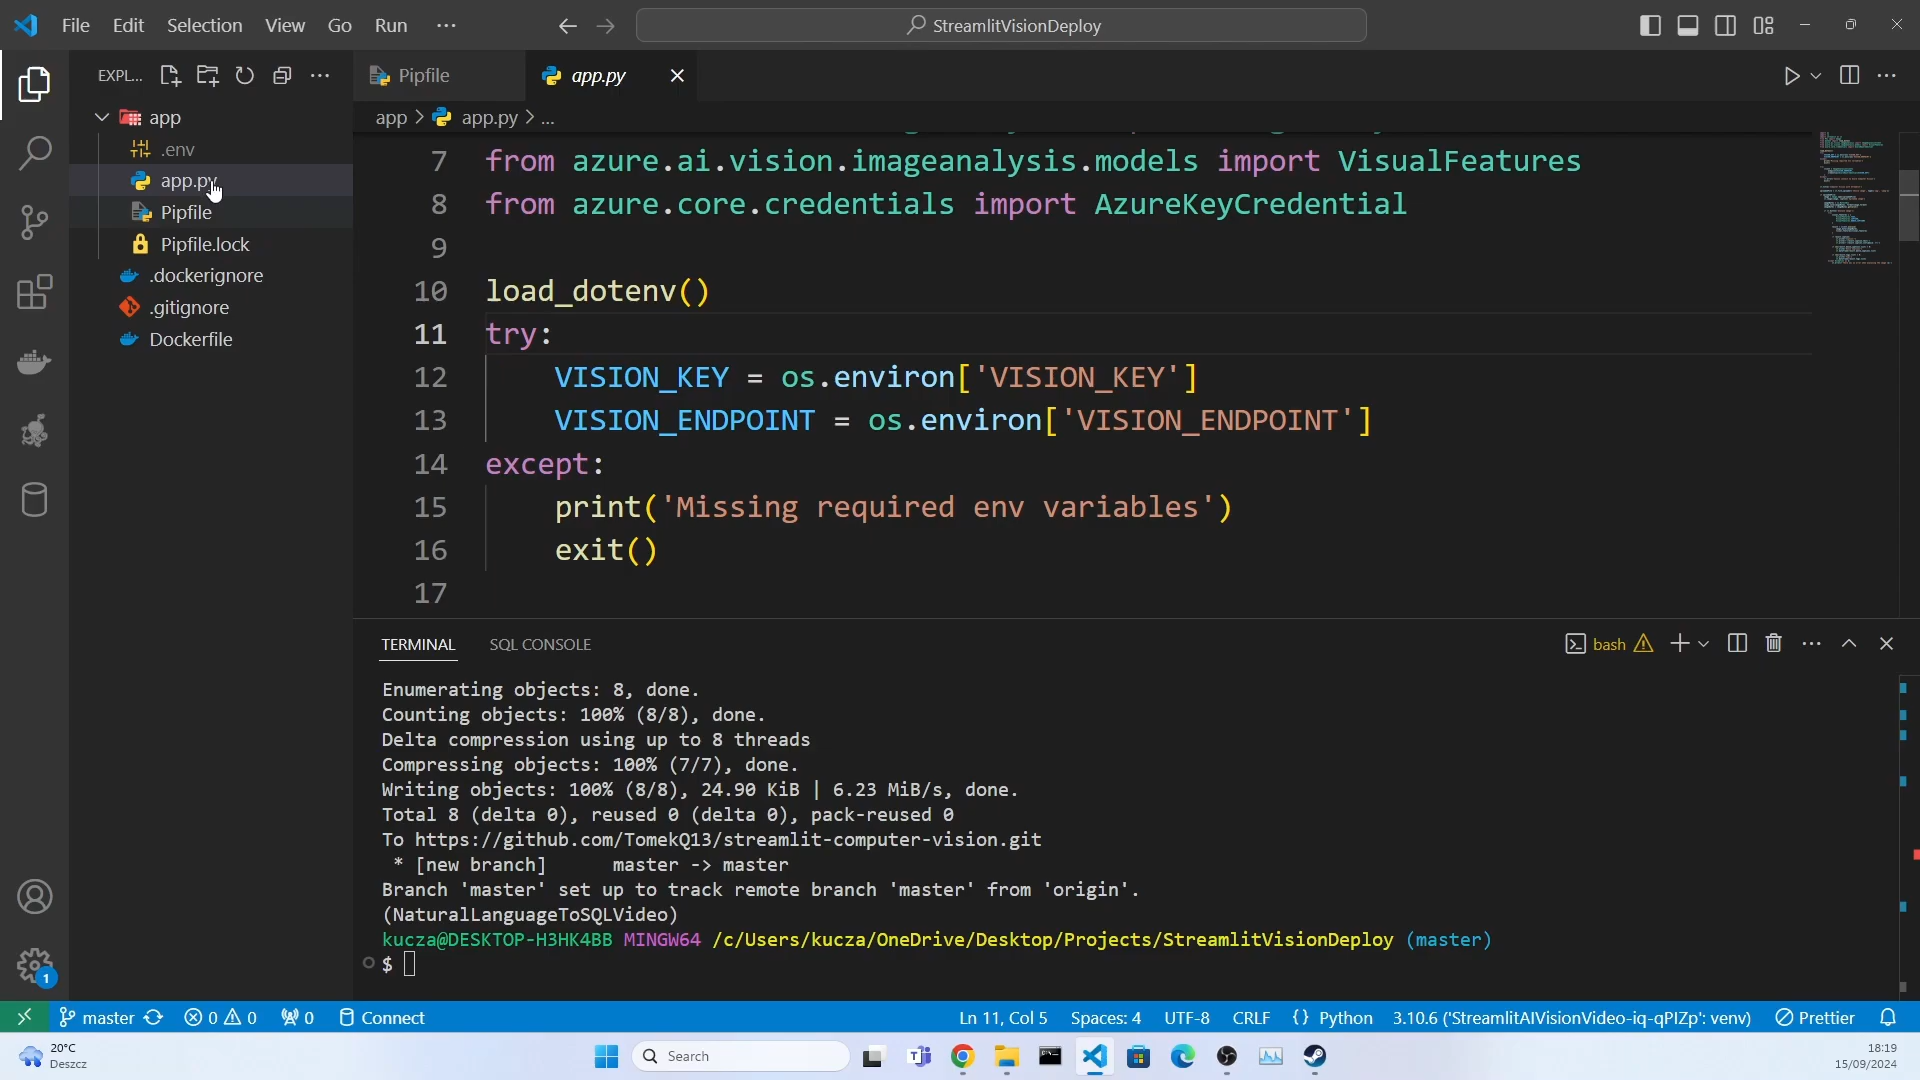 File Edit Selection View Go Run ···
StreamlitVisionDeploy
EXPL...
Pipfile
app.py
app
app > app.py > ...
.env
app.py
Pipfile
Pipfile.lock
.dockerignore
.gitignore
Dockerfile
7 from azure.ai.vision.imageanalysis.models import VisualFeatures
8 from azure.core.credentials import AzureKeyCredential
9
10 load_dotenv()
11 try:
12 VISION_KEY = os.environ['VISION_KEY']
13 VISION_ENDPOINT = os.environ['VISION_ENDPOINT']
14 except:
15 print('Missing required env variables')
16 exit()
17
TERMINAL SQL CONSOLE
bash
Enumerating objects: 8, done.
Counting objects: 100% (8/8), done.
Delta compression using up to 8 threads
Compressing objects: 100% (7/7), done.
Writing objects: 100% (8/8), 24.90 KiB | 6.23 MiB/s, done.
Total 8 (delta 0), reused 0 (delta 0), pack-reused 0
To https://github.com/TomekQ13/streamlit-computer-vision.git
* [new branch] master -> master
Branch 'master' set up to track remote branch 'master' from 'origin'.
(NaturalLanguageToSQLVideo)
kucza@DESKTOP-H3HK4BB MINGW64 /c/Users/kucza/OneDrive/Desktop/Projects/StreamlitVisionDeploy (master)
$
1
master 0 0 0 Connect
Ln 11, Col 5 Spaces: 4 UTF-8 CRLF {} Python 3.10.6 ('StreamlitAIVisionVideo-iq-qPIZp': venv) Prettier
20°C
Deszcz
Search
18:19
15/09/2024